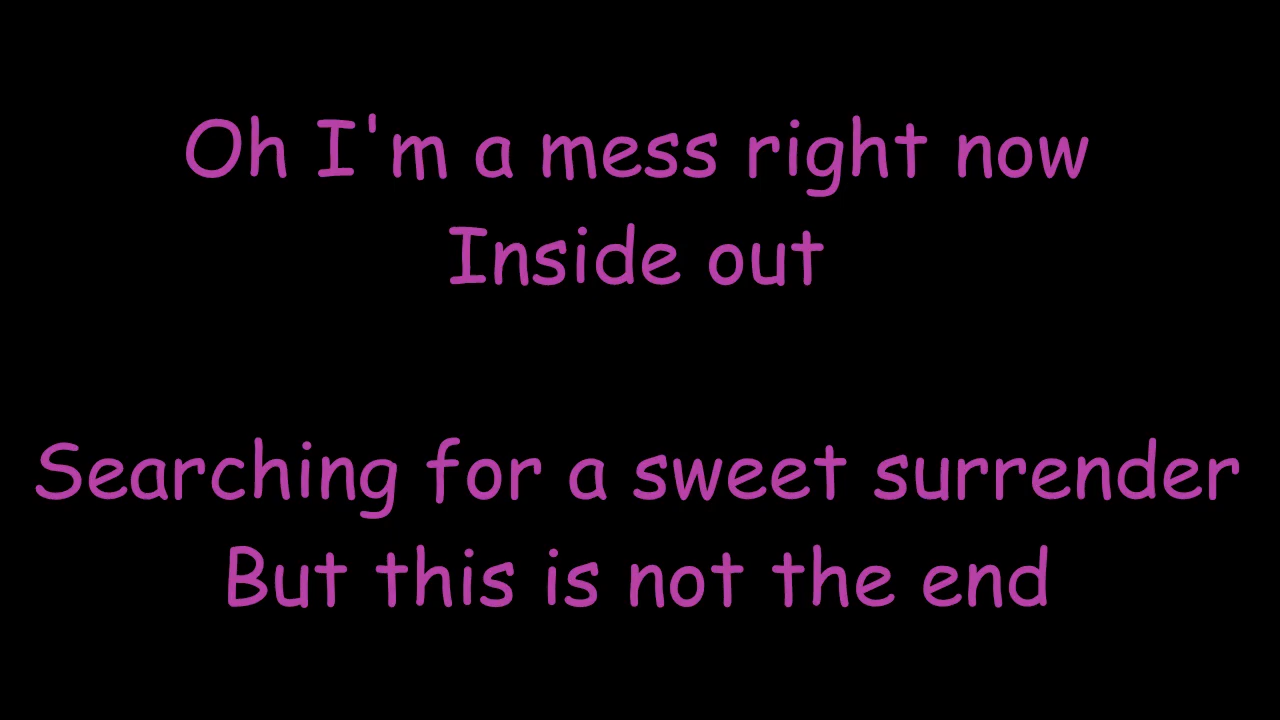 Oh I'm a mess right now
Inside out
Searching for a sweet surrender
But this is not the end